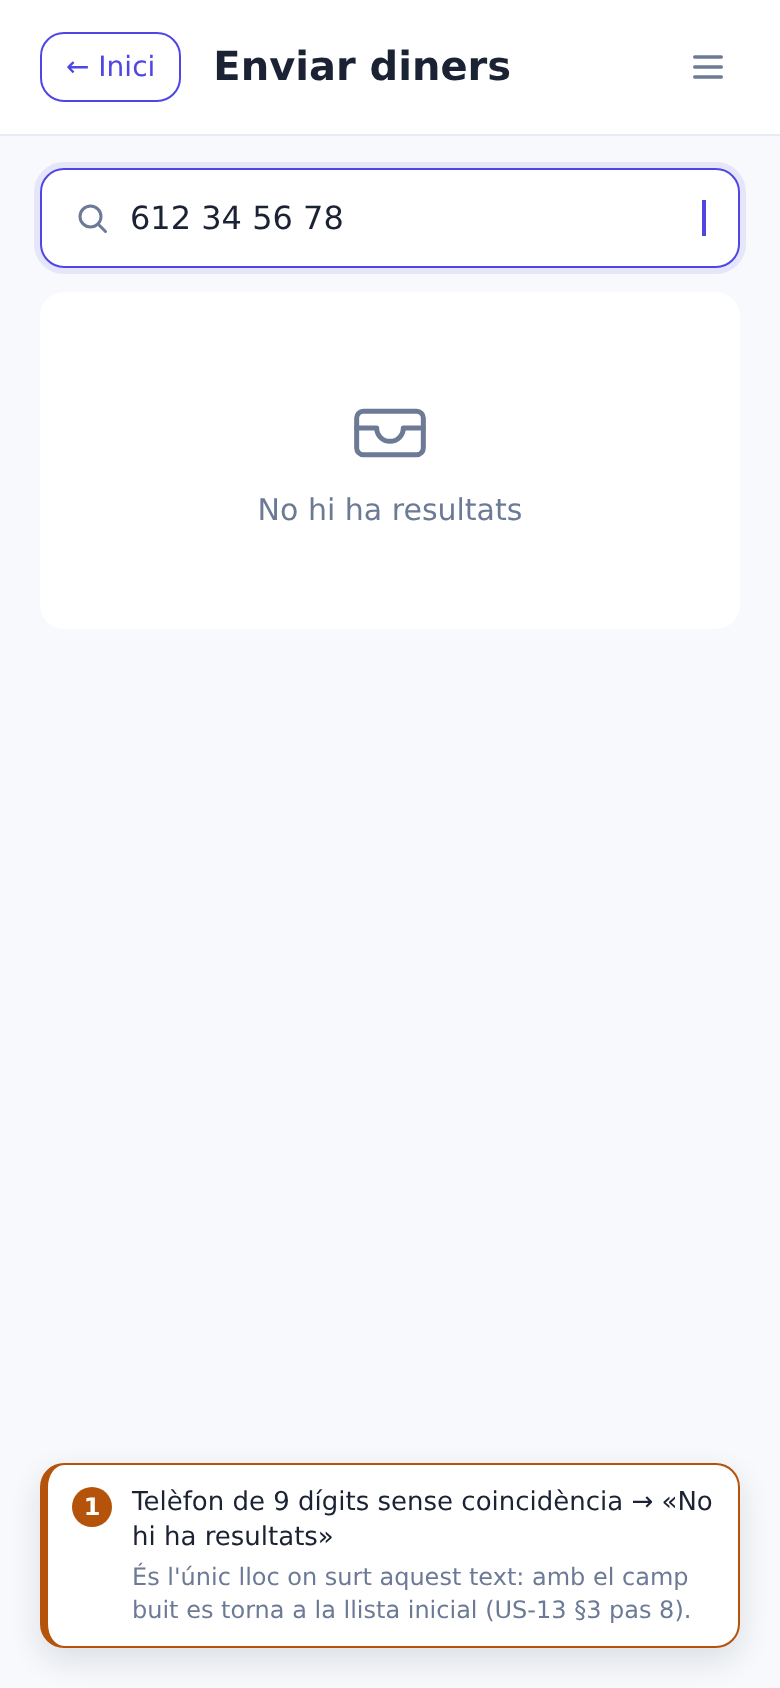 ← Inici
Enviar diners
612 34 56 78
No hi ha resultats
1
Telèfon de 9 dígits sense coincidència → «No
hi ha resultats»
És l'únic lloc on surt aquest text: amb el camp
buit es torna a la llista inicial (US-13 §3 pas 8).